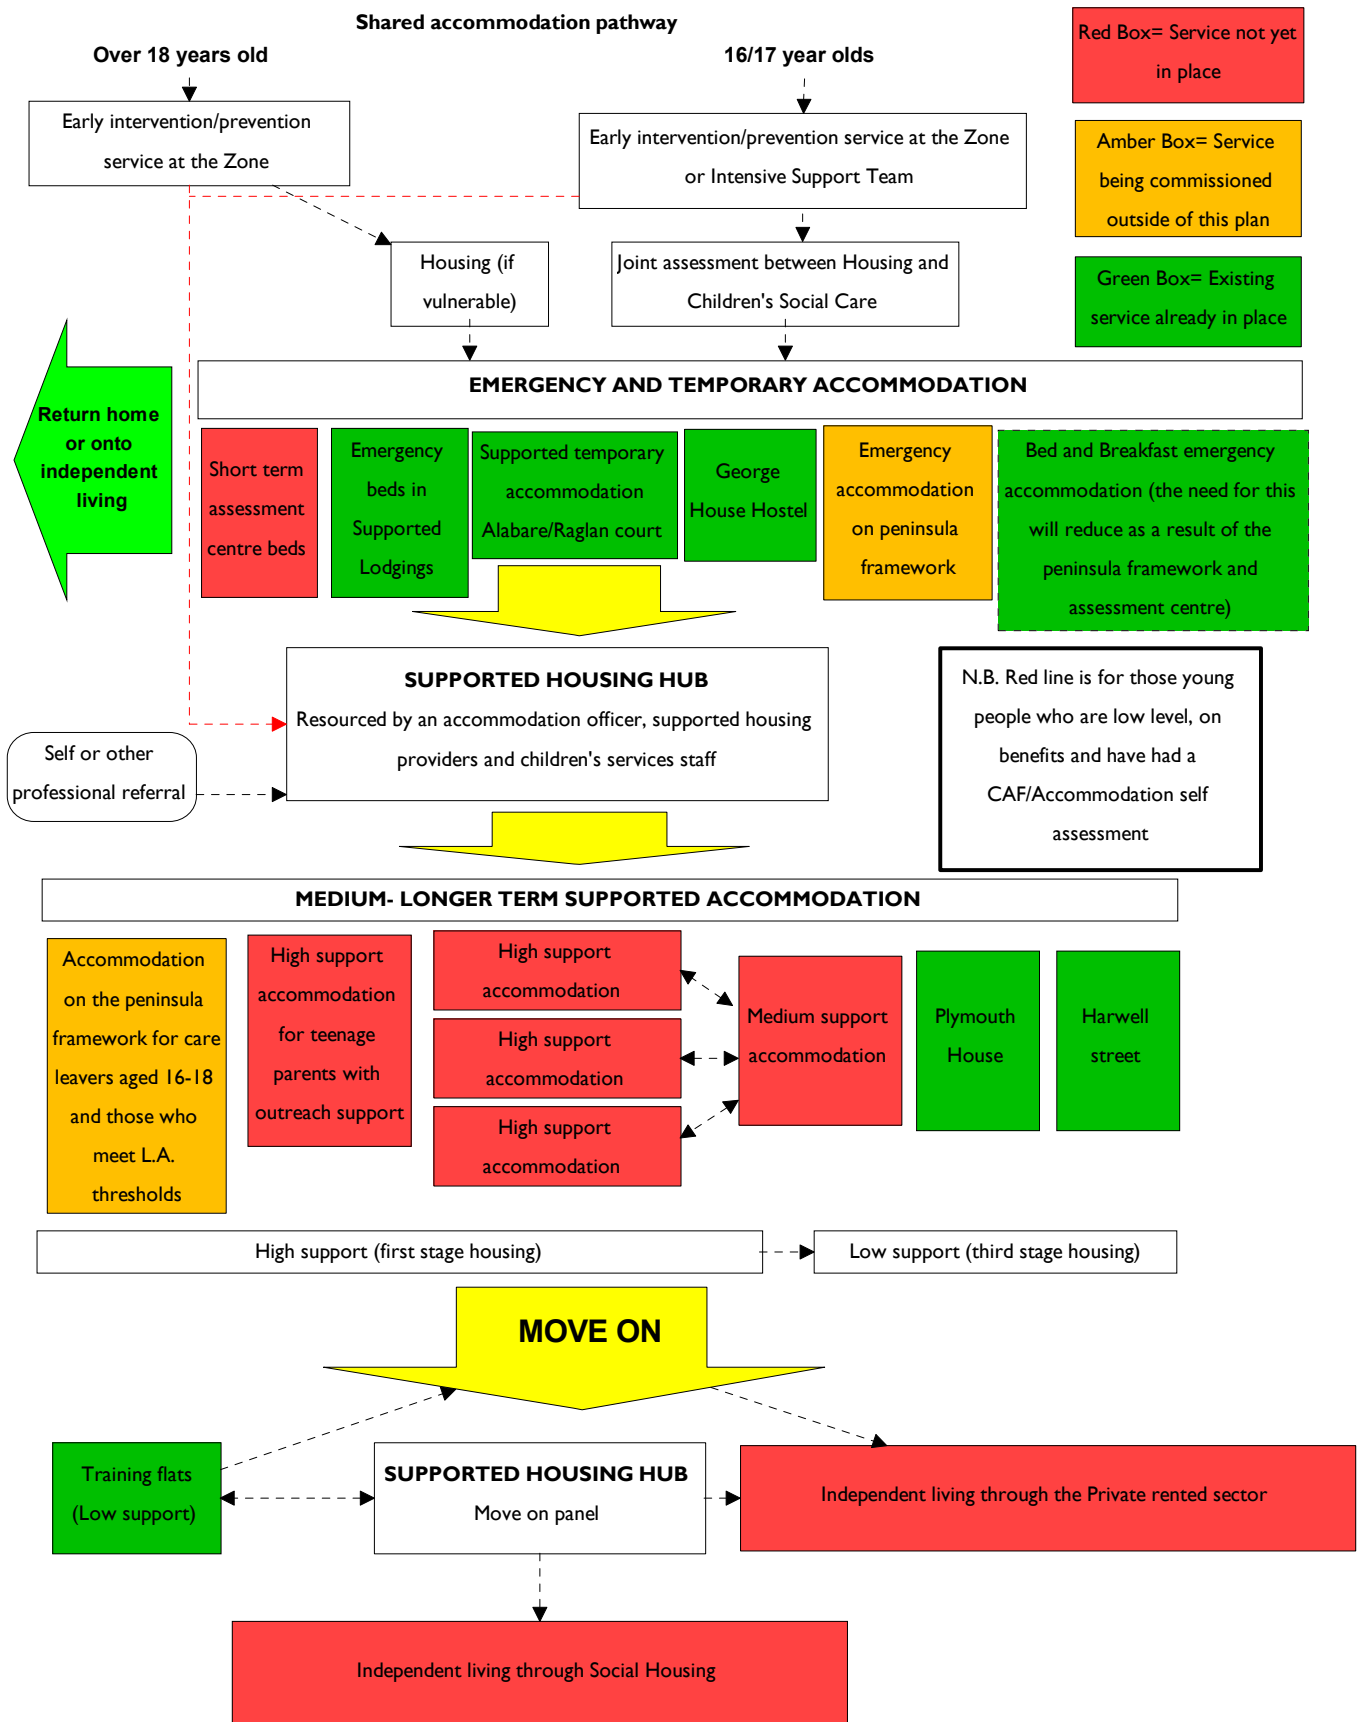 Shared accommodation pathway
Over 18 years old
16/17 year olds
Red Box= Service not yet
in place
Early intervention/prevention
service at the Zone
Early intervention/prevention service at the Zone
or Intensive Support Team
Amber Box= Service
being commissioned
outside of this plan
Housing (if
vulnerable)
Joint assessment between Housing and
Children's Social Care
Green Box= Existing
service already in place
EMERGENCY AND TEMPORARY ACCOMMODATION
Return home
or onto
independent
living
Short term
assessment
centre beds
Emergency
beds in
Supported
Lodgings
Supported temporary
accommodation
Alabare/Raglan court
George
House Hostel
Emergency
accommodation
on peninsula
framework
Bed and Breakfast emergency
accommodation (the need for this
will reduce as a result of the
peninsula framework and
assessment centre)
SUPPORTED HOUSING HUB
Resourced by an accommodation officer, supported housing
providers and children's services staff
N.B. Red line is for those young
people who are low level, on
benefits and have had a
CAF/Accommodation self
assessment
Self or other
professional referral
MEDIUM- LONGER TERM SUPPORTED ACCOMMODATION
Accommodation
on the peninsula
framework for care
leavers aged 16-18
and those who
meet L.A.
thresholds
High support
accommodation
for teenage
parents with
outreach support
High support
accommodation
High support
accommodation
High support
accommodation
Medium support
accommodation
Plymouth
House
Harwell
street
High support (first stage housing)
Low support (third stage housing)
MOVE ON
Training flats
(Low support)
SUPPORTED HOUSING HUB
Move on panel
Independent living through the Private rented sector
Independent living through Social Housing